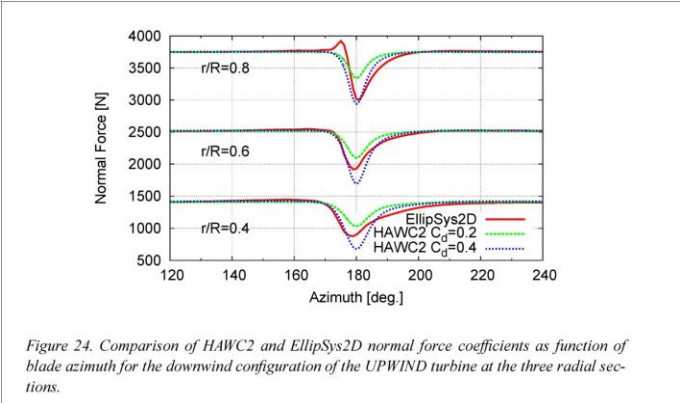 4000
3500
3000
2500
2000
1500
1000
500
Normal Force [N]
r/R=0.8
r/R=0.6
r/R=0.4
EllipSys2D
HAWC2 Cd=0.2
HAWC2 Cd=0.4
120 140 160 180 200 220 240
Azimuth [deg.]
Figure 24. Comparison of HAWC2 and EllipSys2D normal force coefficients as function of
blade azimuth for the downwind configuration of the UPWIND turbine at the three radial sec-
tions.